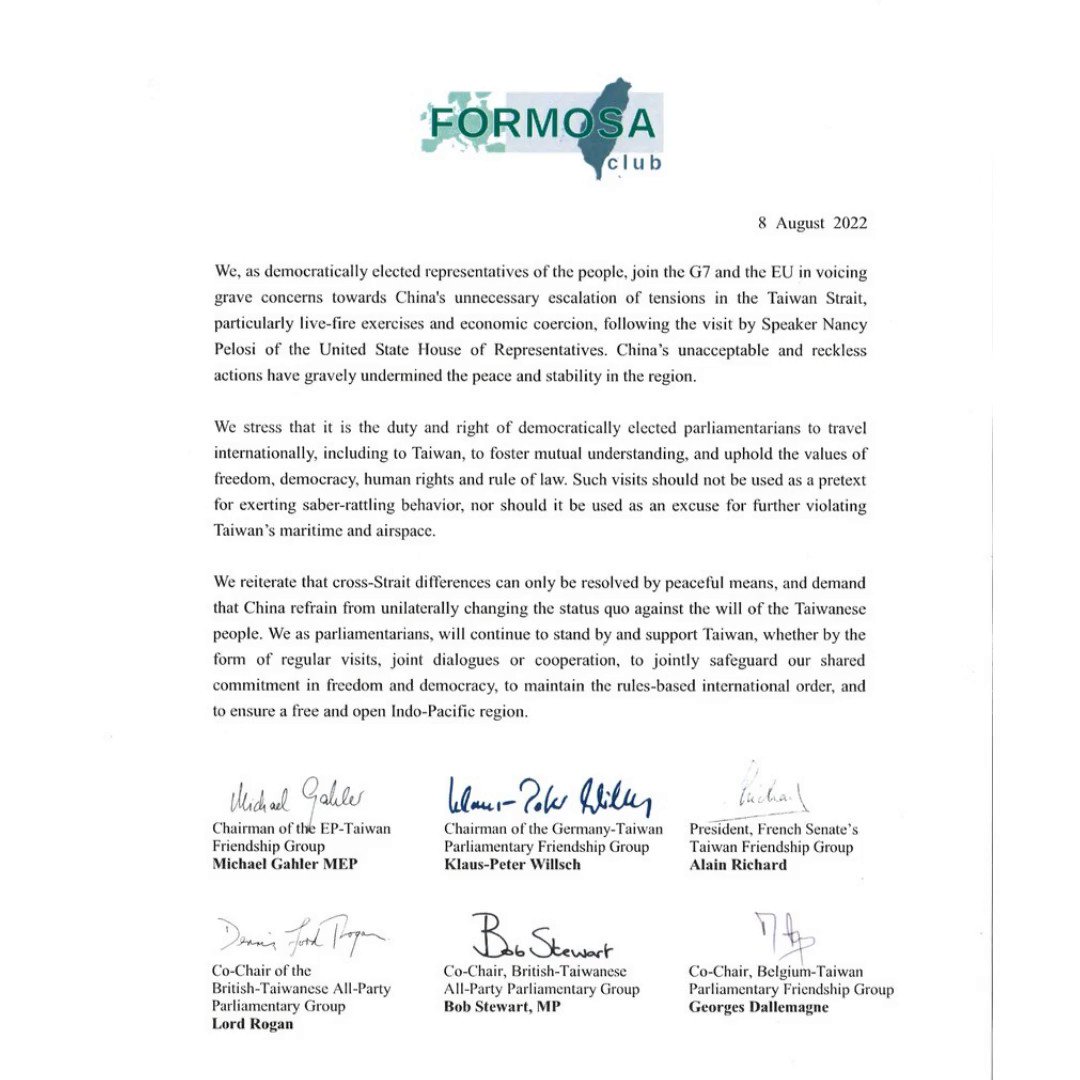 FORMOSA
club
8 August 2022
We, as democratically elected representatives of the people, join the G7 and the EU in voicing
grave concerns towards China's unnecessary escalation of tensions in the Taiwan Strait,
particularly live-fire exercises and economic coercion, following the visit by Speaker Nancy
Pelosi of the United State House of Representatives. China’s unacceptable and reckless
actions have gravely undermined the peace and stability in the region.
We stress that it is the duty and right of democratically elected parliamentarians to travel
internationally, including to Taiwan, to foster mutual understanding, and uphold the values of
freedom, democracy, human rights and rule of law. Such visits should not be used as a pretext
for exerting saber-rattling behavior, nor should it be used as an excuse for further violating
Taiwan’s maritime and airspace.
We reiterate that cross-Strait differences can only be resolved by peaceful means, and demand
that China refrain from unilaterally changing the status quo against the will of the Taiwanese
people. We as parliamentarians, will continue to stand by and support Taiwan, whether by the
form of regular visits, joint dialogues or cooperation, to jointly safeguard our shared
commitment in freedom and democracy, to maintain the rules-based international order, and
to ensure a free and open Indo-Pacific region.
Michael Gahler
Chairman of the EP-Taiwan
Friendship Group
Michael Gahler MEP
Klaus-Peter Willsch
Chairman of the Germany-Taiwan
Parliamentary Friendship Group
Klaus-Peter Willsch
Richard
President, French Senate’s
Taiwan Friendship Group
Alain Richard
Dennis Lord Rogan
Co-Chair of the
British-Taiwanese All-Party
Parliamentary Group
Lord Rogan
Bob Stewart
Co-Chair, British-Taiwanese
All-Party Parliamentary Group
Bob Stewart, MP
Co-Chair, Belgium-Taiwan
Parliamentary Friendship Group
Georges Dallemagne